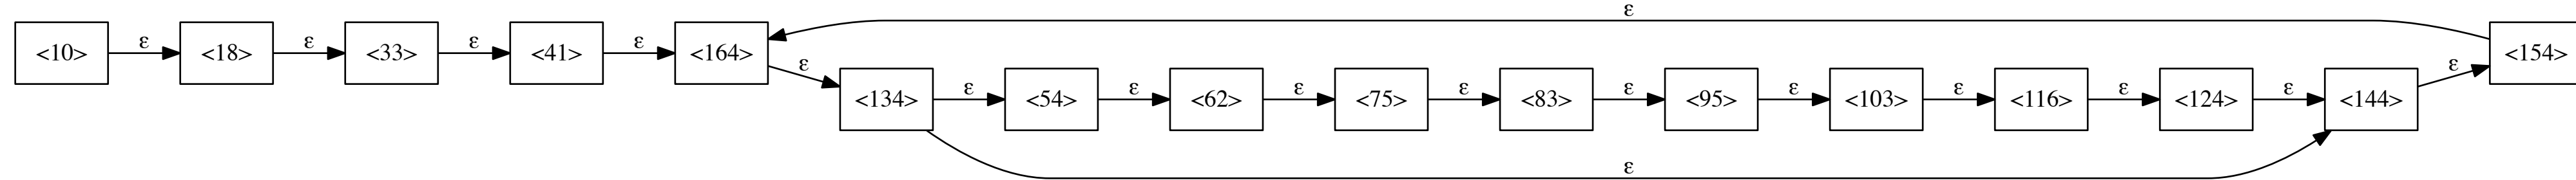 ε
<10> ε <18> ε <33> ε <41> ε <164> <154>
ε ε
<134> ε <54> ε <62> ε <75> ε <83> ε <95> ε <103> ε <116> ε <124> ε <144>
ε